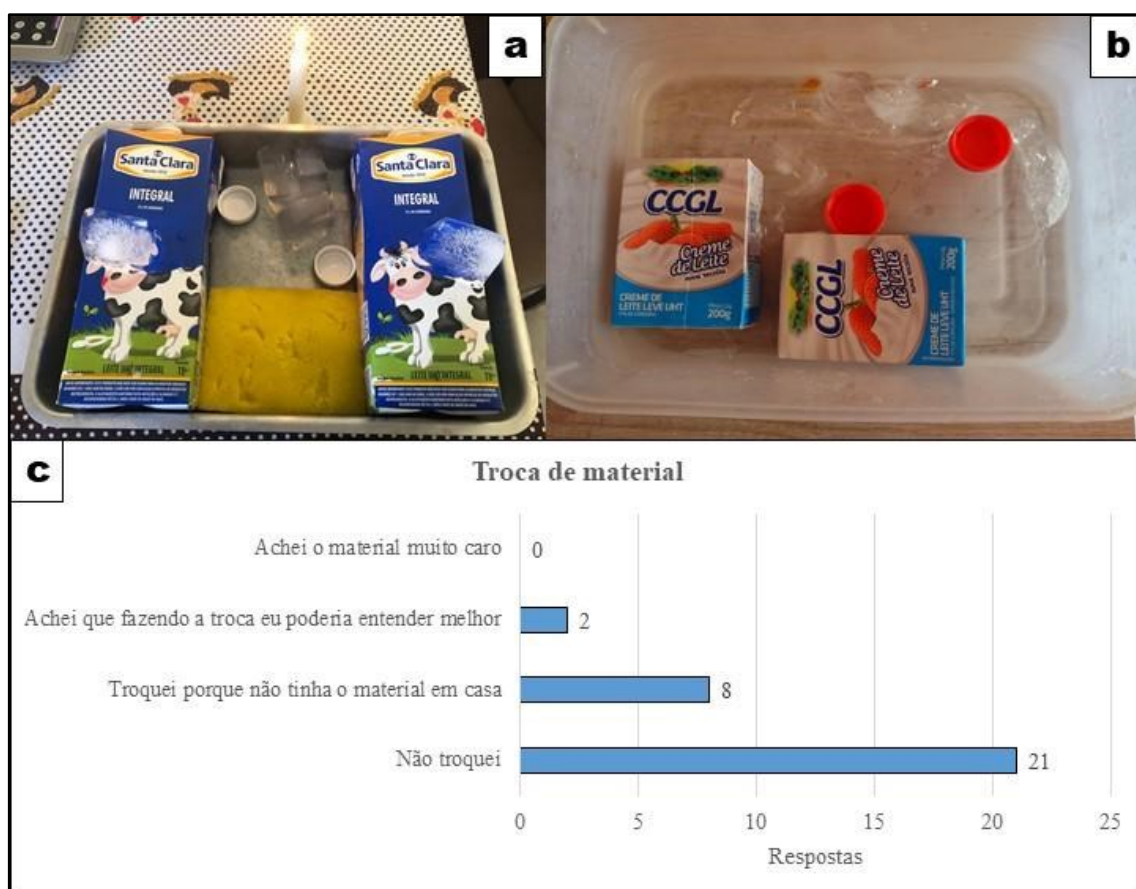 a
Santa Clara
INTEGRAL
LEITE UHT INTEGRAL
Santa Clara
INTEGRAL
LEITE UHT INTEGRAL
b
CCGL
Creme
de Leite
CREME DE
LEITE LEVE UHT
200g
CCGL
Creme
de Leite
CREME DE
LEITE LEVE UHT
200g
c
Troca de material
Achei o material muito caro
0
Achei que fazendo a troca eu poderia entender melhor
2
Troquei porque não tinha o material em casa
8
Não troquei
21
0
5
10
15
20
25
Respostas